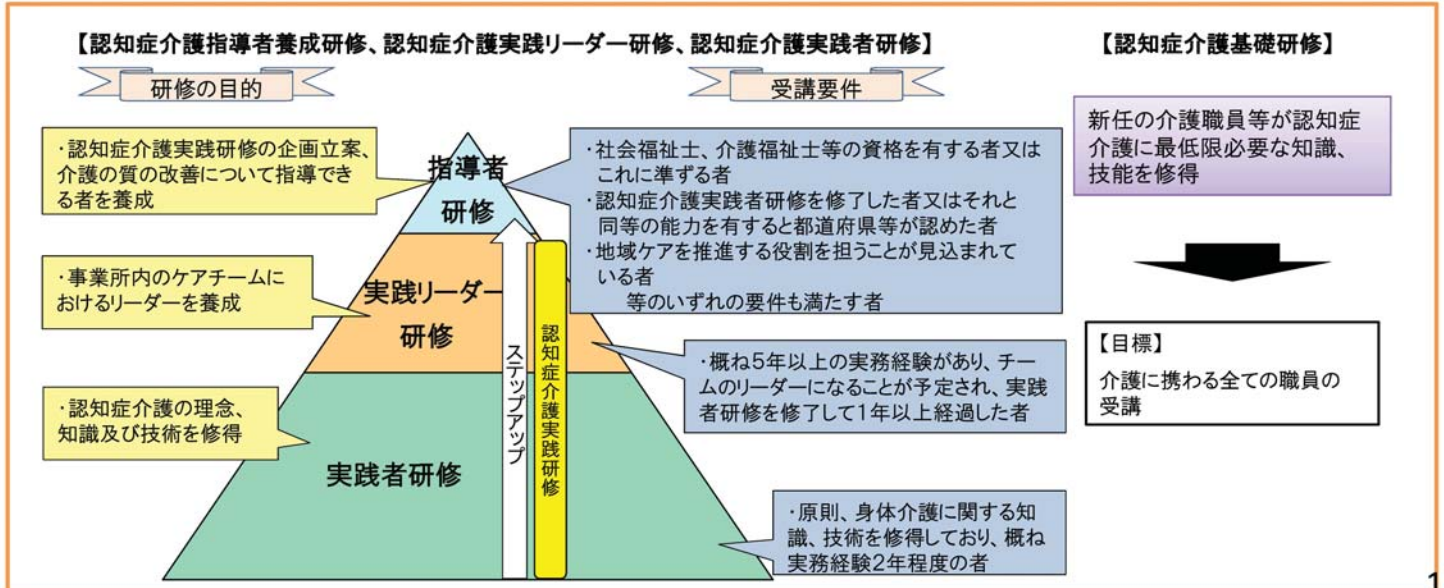 【認知症介護指導者養成研修、認知症介護実践リーダー研修、認知症介護実践者研修】
研修の目的
受講要件
・認知症介護実践研修の企画立案、
介護の質の改善について指導でき
る者を養成
・事業所内のケアチームに
おけるリーダーを養成
・認知症介護の理念、
知識及び技術を修得
指導者
研修
実践リーダー
研修
実践者研修
ステップアップ
認知症介護実践研修
・社会福祉士、介護福祉士等の資格を有する者又は
これに準ずる者
・認知症介護実践者研修を修了した者又はそれと
同等の能力を有すると都道府県等が認めた者
・地域ケアを推進する役割を担うことが見込まれて
いる者
等のいずれの要件も満たす者
・概ね5年以上の実務経験があり、チー
ムのリーダーになることが予定され、実践
者研修を修了して1年以上経過した者
・原則、身体介護に関する知
識、技術を修得しており、概ね
実務経験2年程度の者
【認知症介護基礎研修】
新任の介護職員等が認知症
介護に最低限必要な知識、
技能を修得
【目標】
介護に携わる全ての職員の
受講